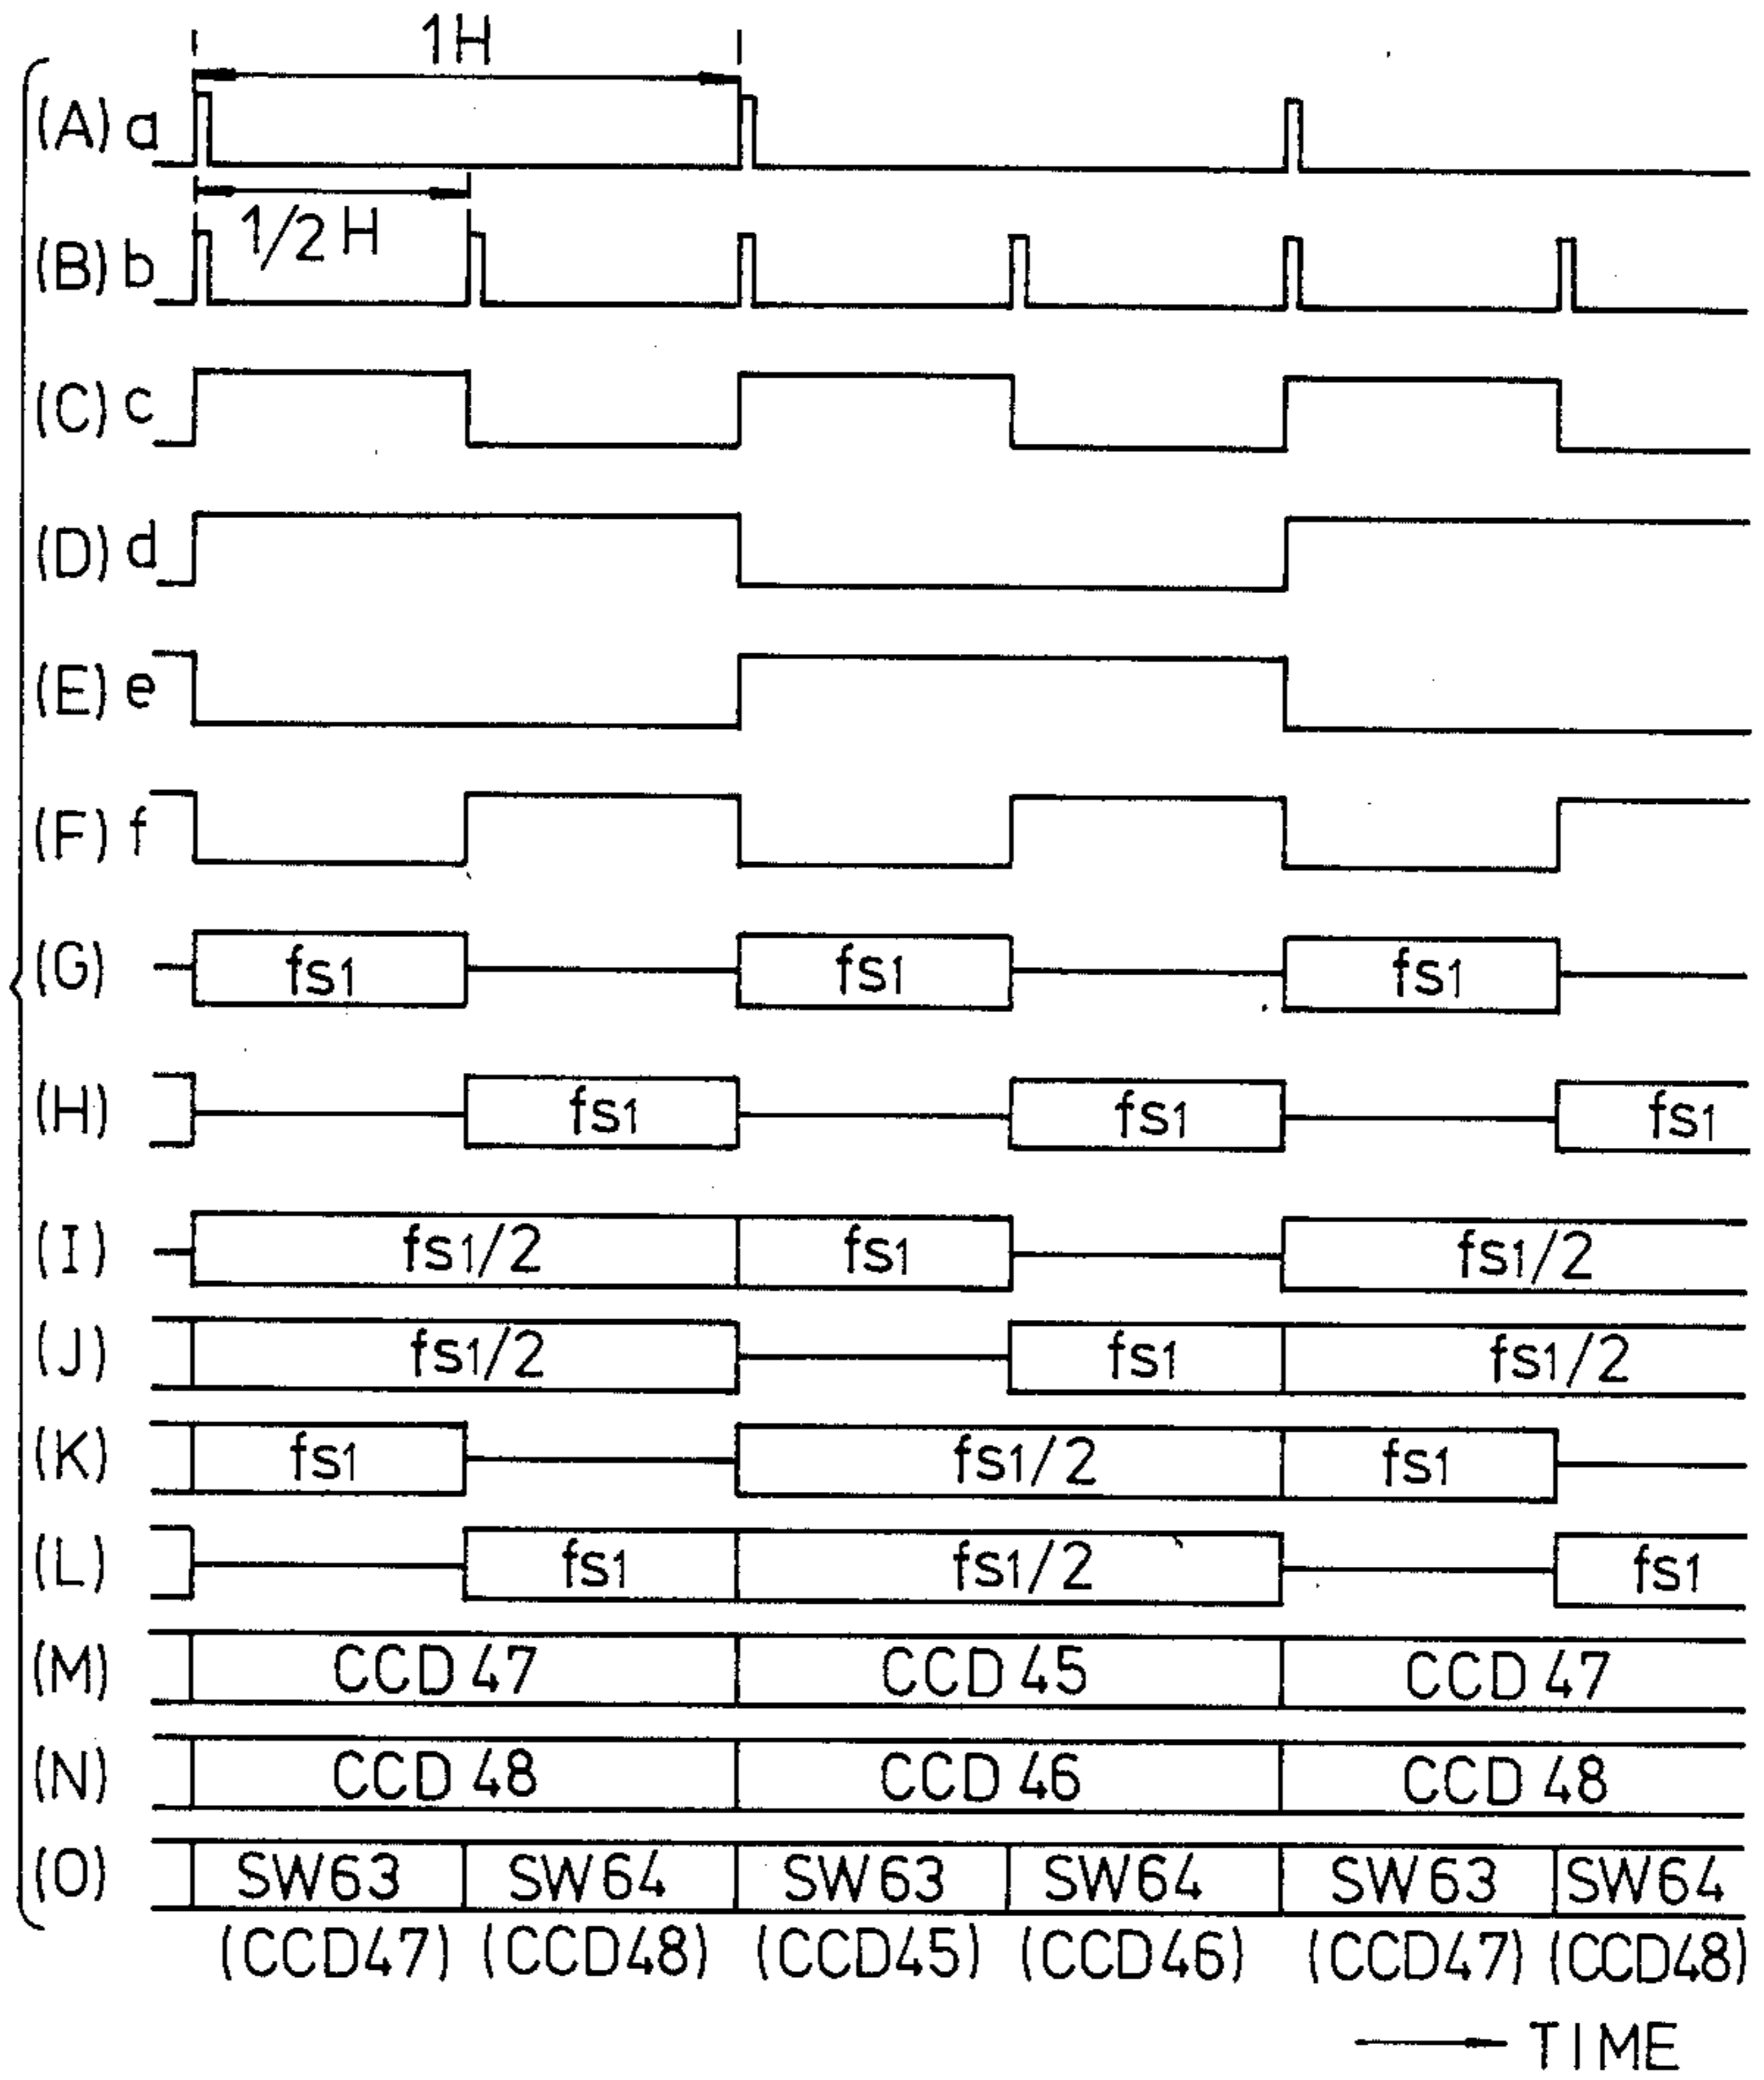 1H
(A) a
1/2 H
(B) b
(C) c
(D) d
(E) e
(F) f
(G) fs1 fs1 fs1
(H) fs1 fs1 fs1
(I) fs1/2 fs1 fs1/2
(J) fs1/2 fs1 fs1/2
(K) fs1 fs1/2 fs1
(L) fs1 fs1/2 fs1
(M) CCD 47 CCD 45 CCD 47
(N) CCD 48 CCD 46 CCD 48
(O) SW63 SW64 SW63 SW64 SW63 SW64
(CCD47) (CCD48) (CCD45) (CCD46) (CCD47) (CCD48)
TIME